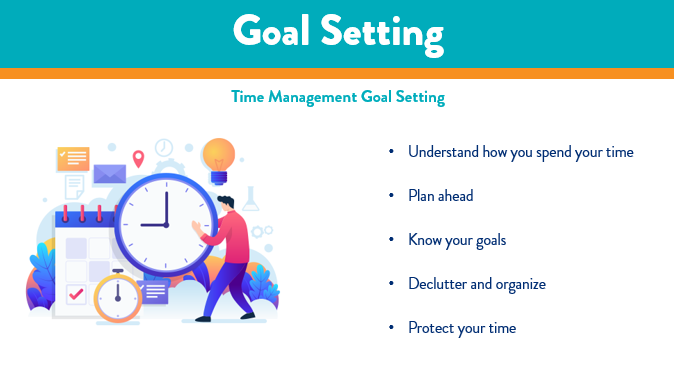 Goal Setting
Time Management Goal Setting
• Understand how you spend your time
• Plan ahead
• Know your goals
• Declutter and organize
• Protect your time